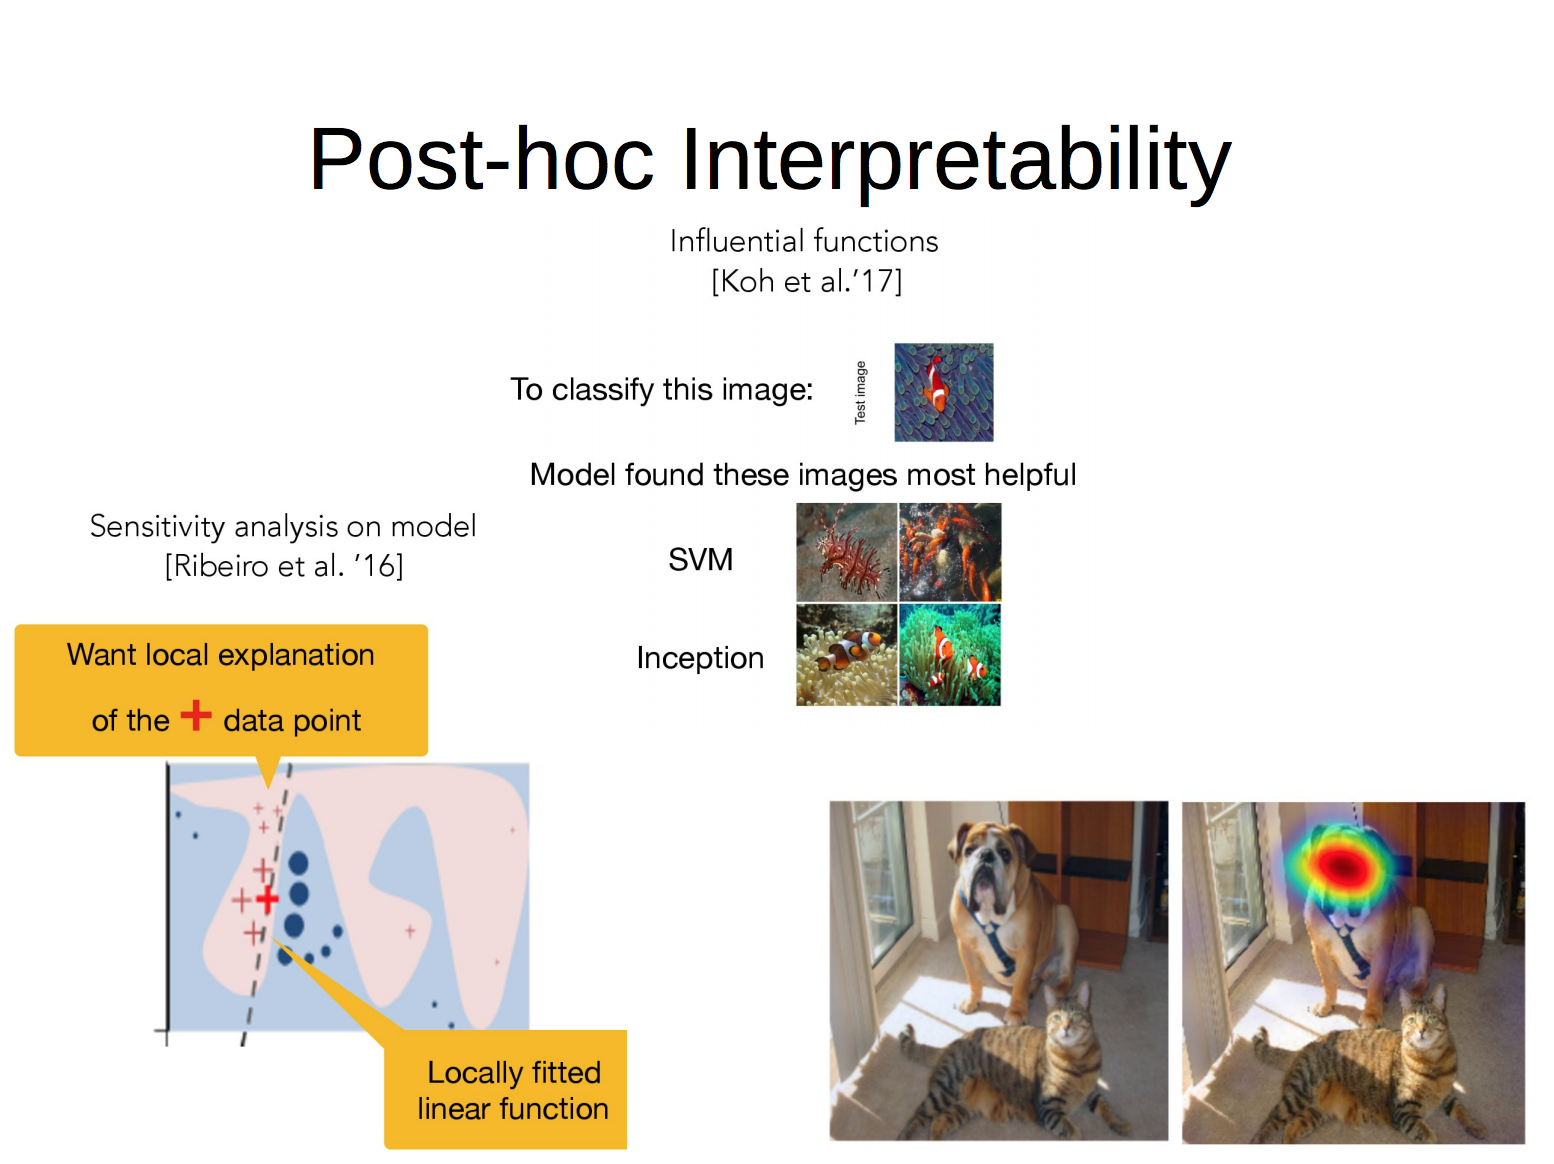 Post-hoc Interpretability
Influential functions
[Koh et al.’17]
To classify this image:
Test image
Model found these images most helpful
SVM
Inception
Sensitivity analysis on model
[Ribeiro et al. ’16]
Want local explanation
of the + data point
Locally fitted
linear function